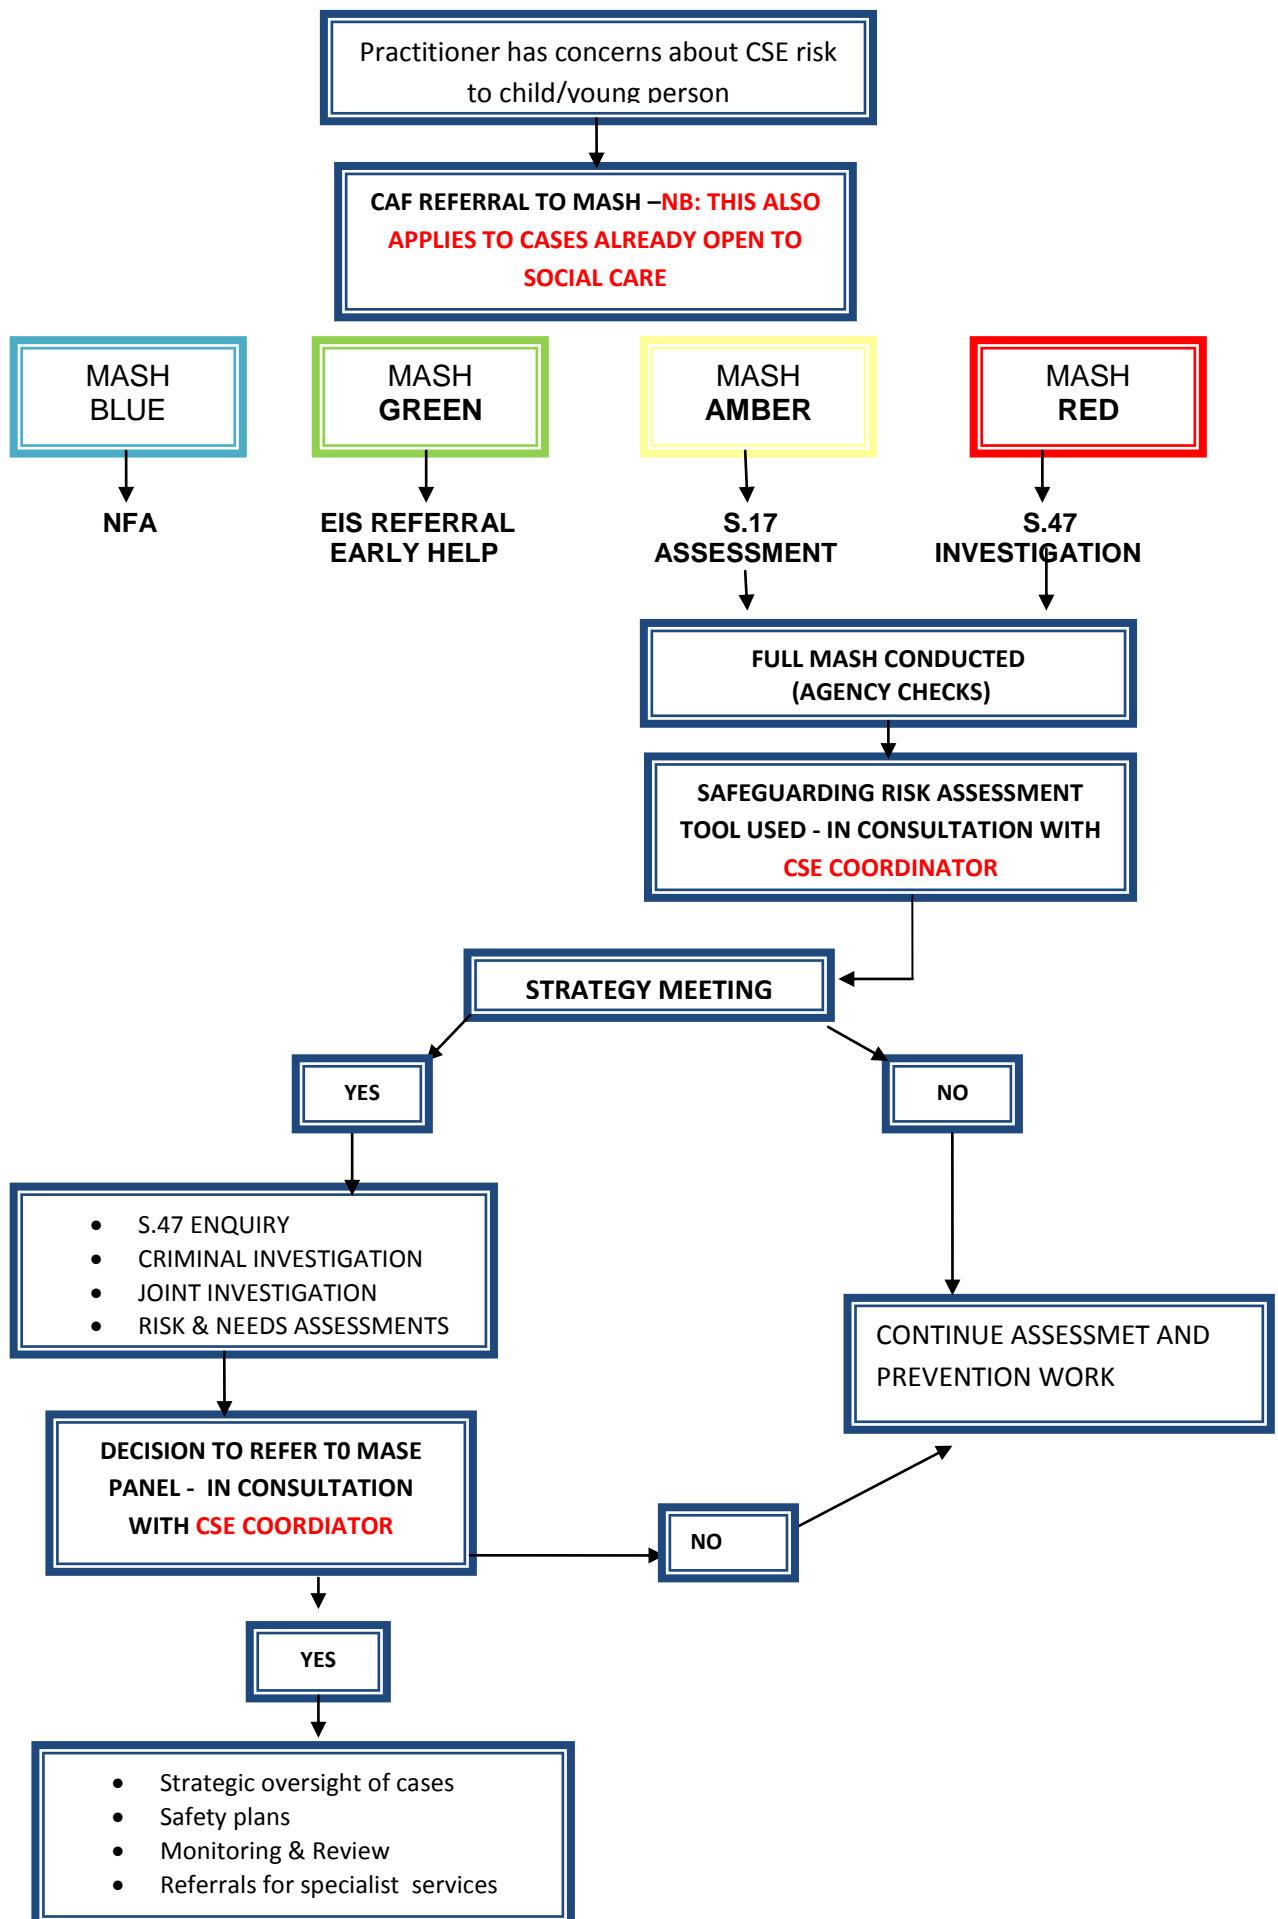 Practitioner has concerns about CSE risk
to child/young person
CAF REFERRAL TO MASH –NB: THIS ALSO
APPLIES TO CASES ALREADY OPEN TO
SOCIAL CARE
MASH
BLUE
MASH
GREEN
MASH
AMBER
MASH
RED
NFA
EIS REFERRAL
EARLY HELP
S.17
ASSESSMENT
S.47
INVESTIGATION
FULL MASH CONDUCTED
(AGENCY CHECKS)
SAFEGUARDING RISK ASSESSMENT
TOOL USED - IN CONSULTATION WITH
CSE COORDINATOR
STRATEGY MEETING
YES
NO
• S.47 ENQUIRY
• CRIMINAL INVESTIGATION
• JOINT INVESTIGATION
• RISK & NEEDS ASSESSMENTS
CONTINUE ASSESSMET AND
PREVENTION WORK
DECISION TO REFER T0 MASE
PANEL - IN CONSULTATION
WITH CSE COORDIATOR
NO
YES
• Strategic oversight of cases
• Safety plans
• Monitoring & Review
• Referrals for specialist services